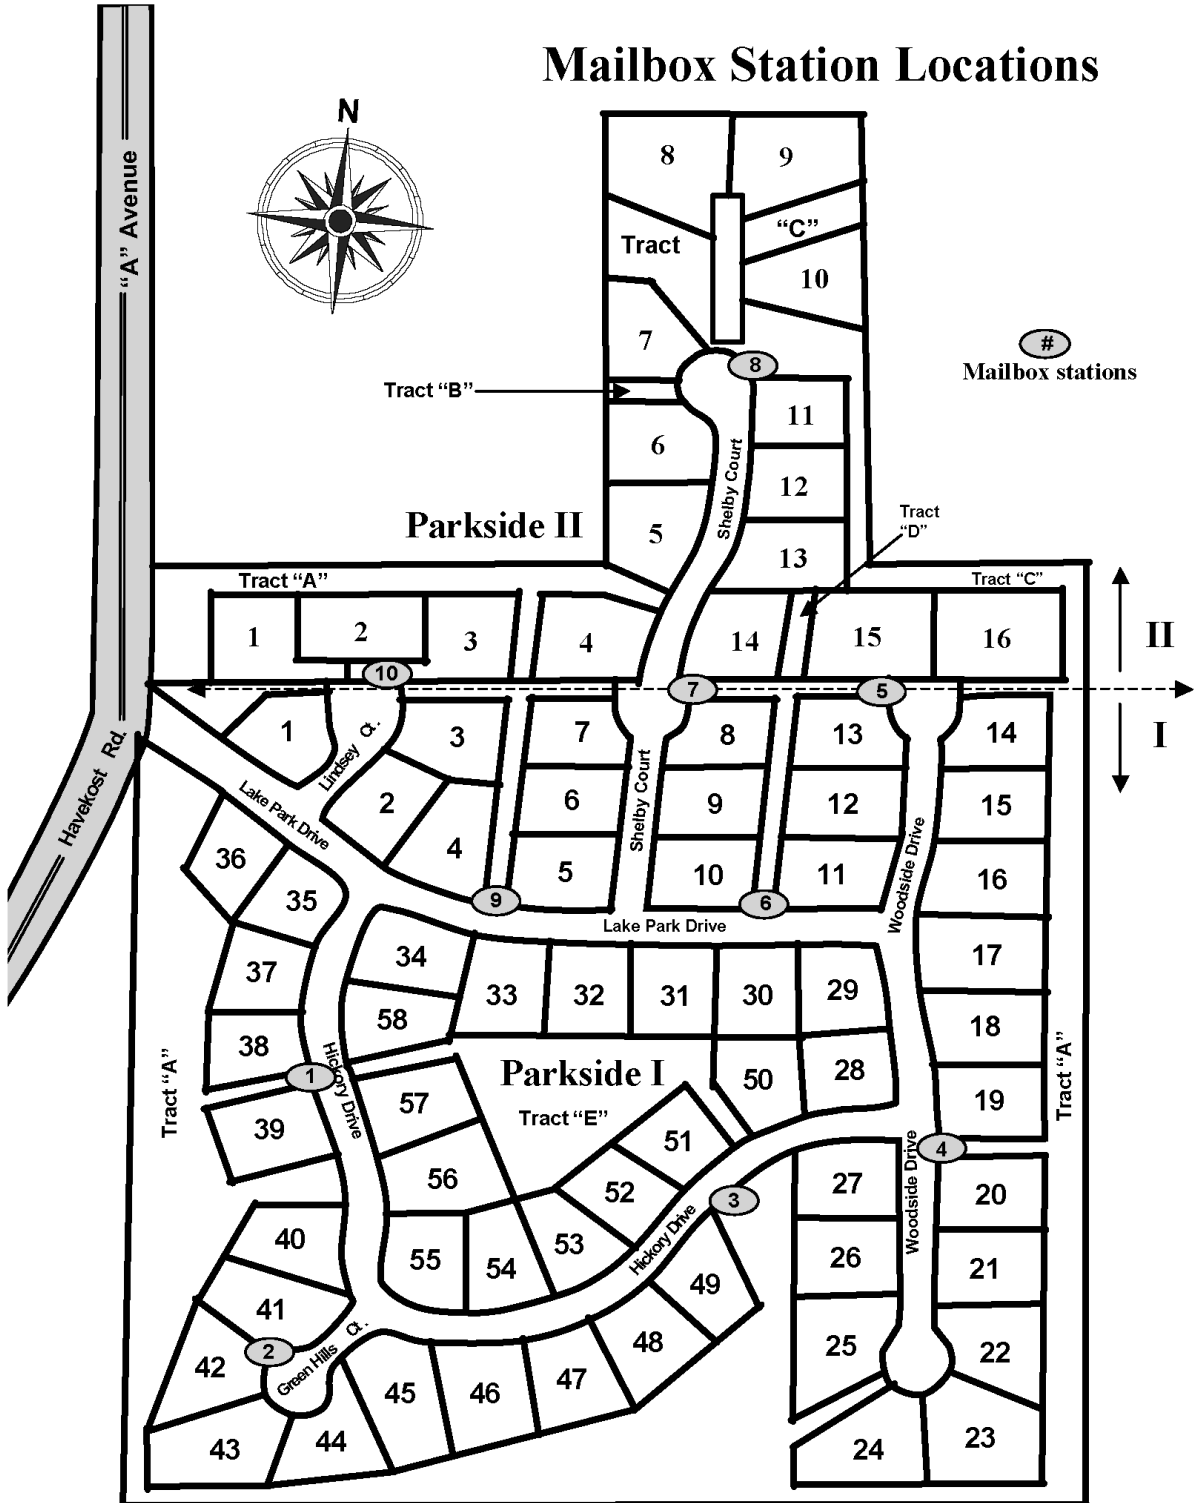 Mailbox Station Locations
N
"A" Avenue
8
9
Tract
"C"
10
7
#
Mailbox stations
8
Tract "B"
11
6
12
Shelby Court
Parkside II
5
13
Tract
"D"
Tract "A"
Tract "C"
1
2
3
4
14
15
16
II
10
7
5
I
Havekost Rd.
1
Lindsey Ct.
3
7
8
13
14
Lake Park Drive
2
Shelby Court
6
9
12
15
4
5
10
11
Woodside Drive
16
36
35
9
6
Lake Park Drive
34
37
33
32
31
30
29
17
58
18
38
Hickory Drive
Parkside I
50
28
1
Tract "A"
57
Tract "E"
19
Tract "A"
39
51
4
56
52
27
Woodside Drive
20
3
40
53
Hickory Drive
55
54
26
21
49
41
Green Hills Ct.
48
25
22
2
42
45
46
47
43
44
24
23